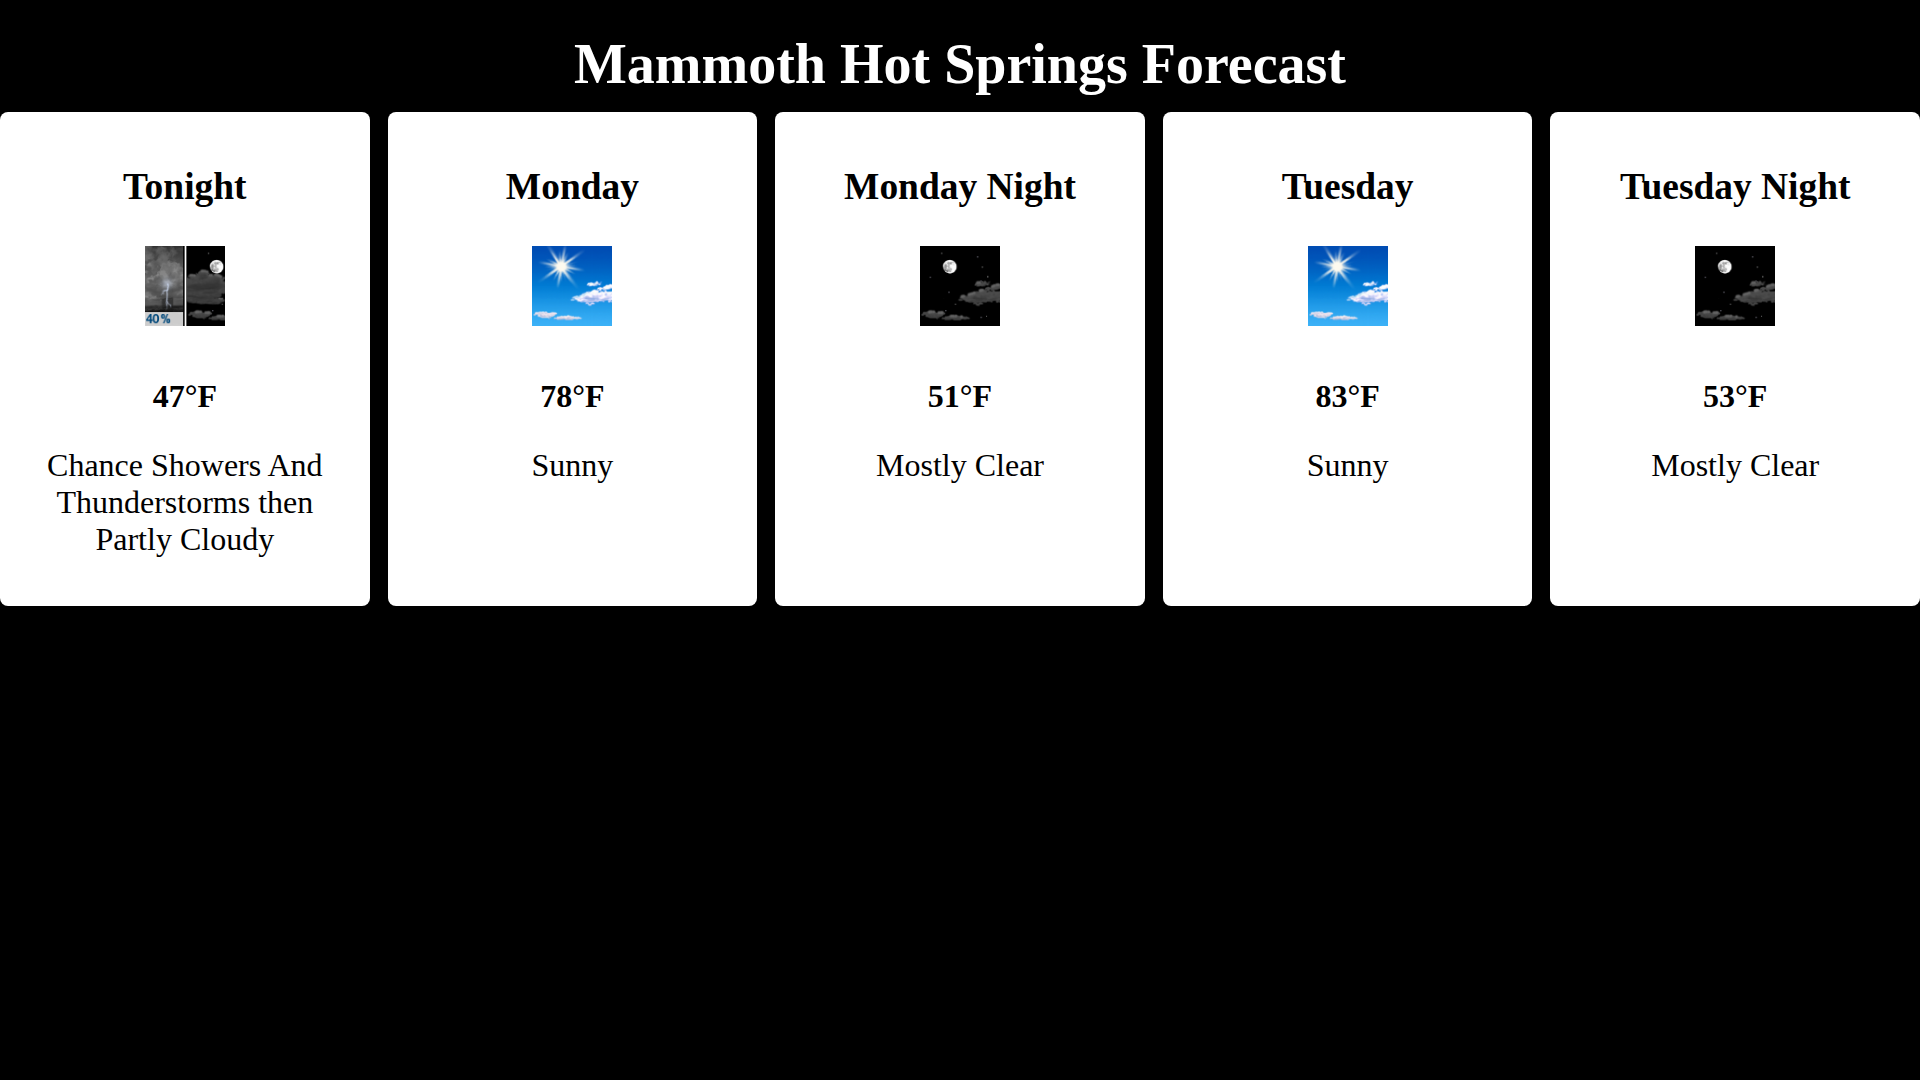 Mammoth Hot Springs Forecast
Tonight
40%
47°F
Chance Showers And
Thunderstorms then
Partly Cloudy
Monday
78°F
Sunny
Monday Night
51°F
Mostly Clear
Tuesday
83°F
Sunny
Tuesday Night
53°F
Mostly Clear